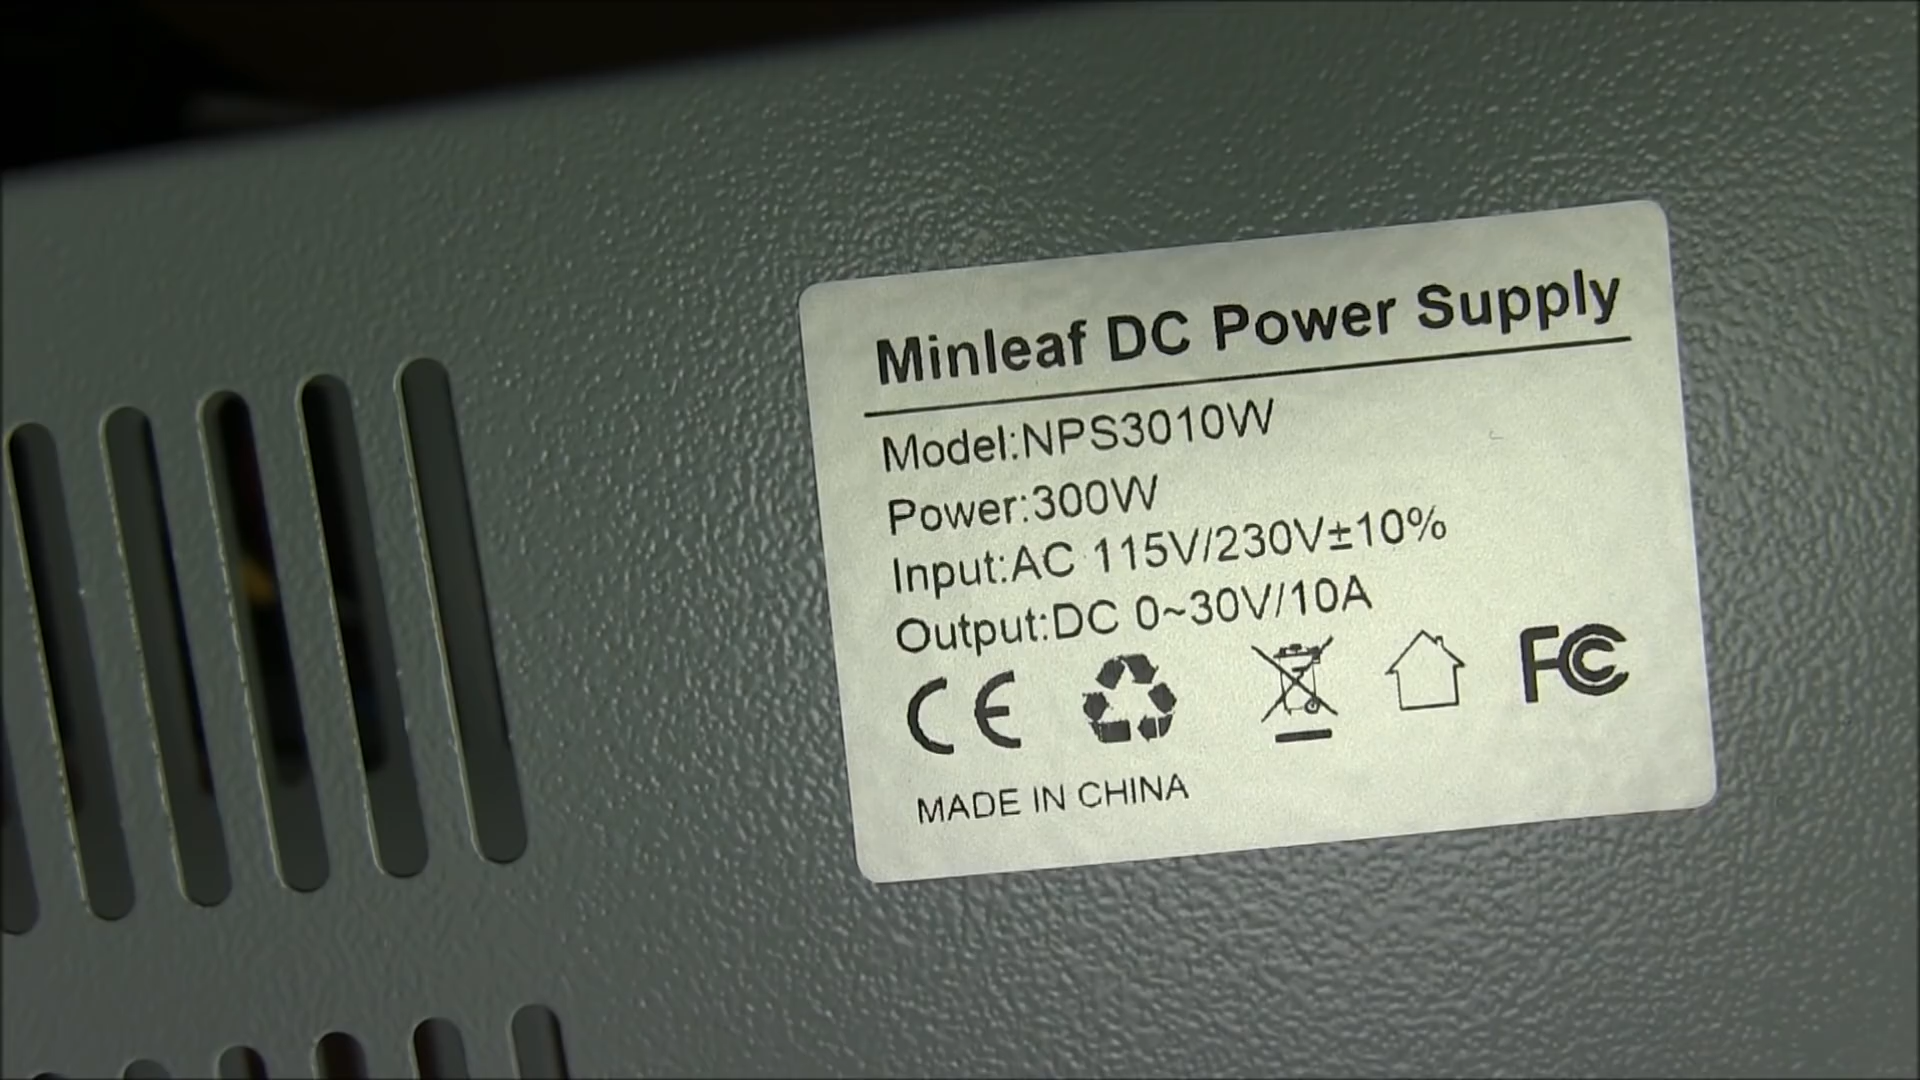 Minleaf DC Power Supply
Model:NPS3010W
Power:300W
Input:AC 115V/230V±10%
Output:DC 0~30V/10A
CE FC
MADE IN CHINA